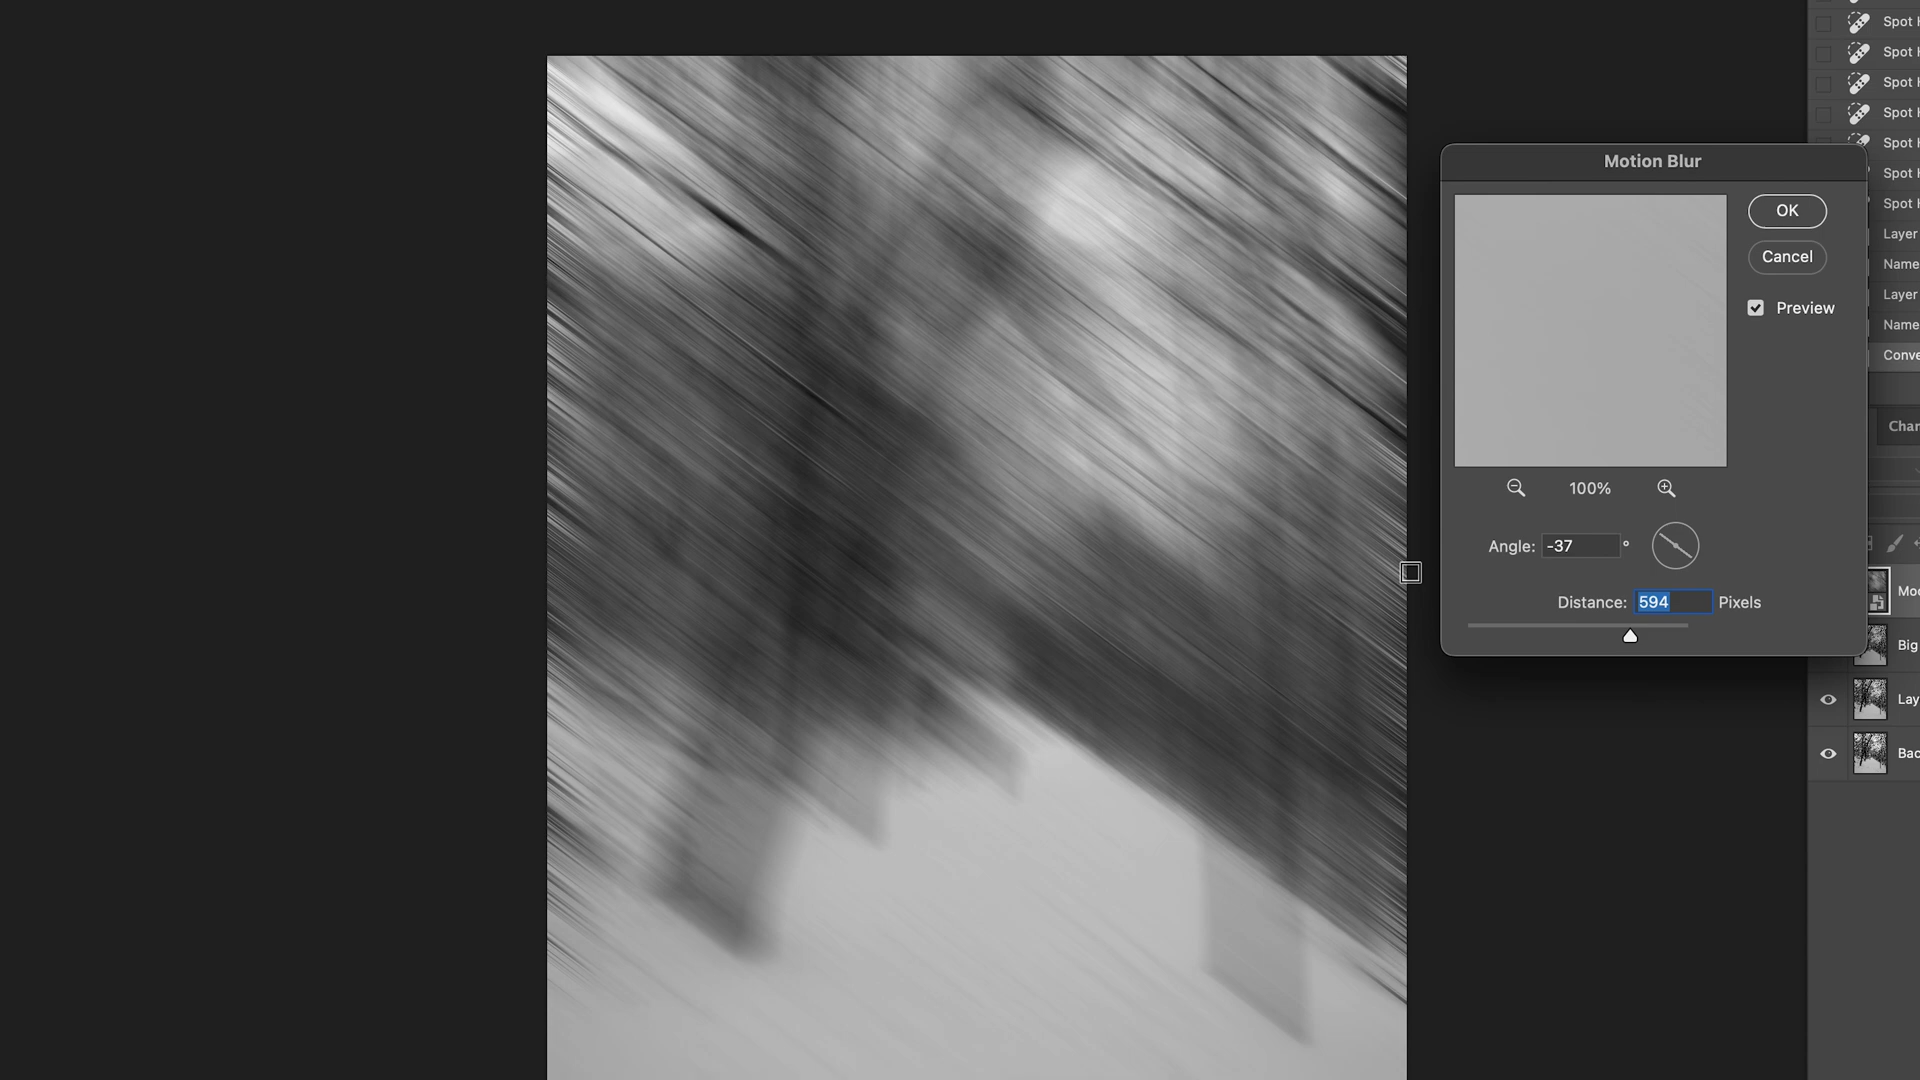 Spot
Spot
Spot
Spot
Spot
Spot
Spot
Layer
Name
Layer
Name
Conve
Motion Blur
OK
Cancel
Preview
100%
Char
Angle: -37 °
Distance: 594 Pixels
Moo
Big
Lay
Bac